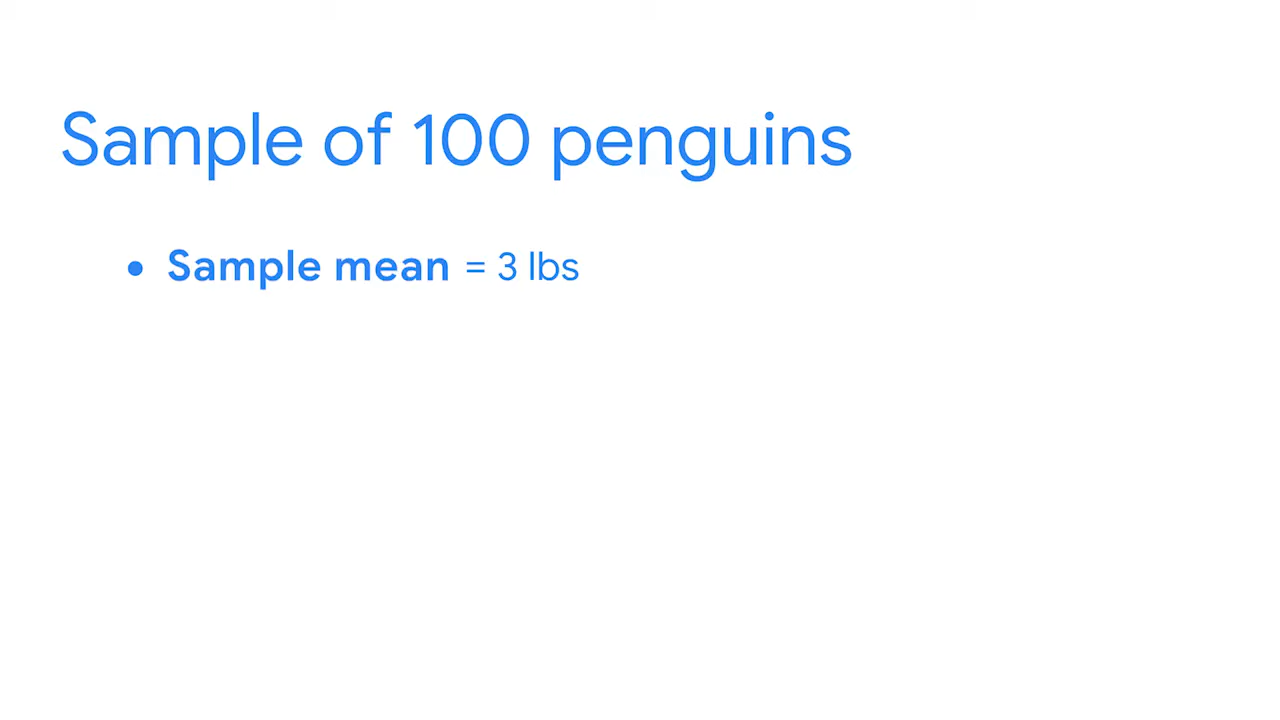 Sample of 100 penguins
• Sample mean = 3 lbs